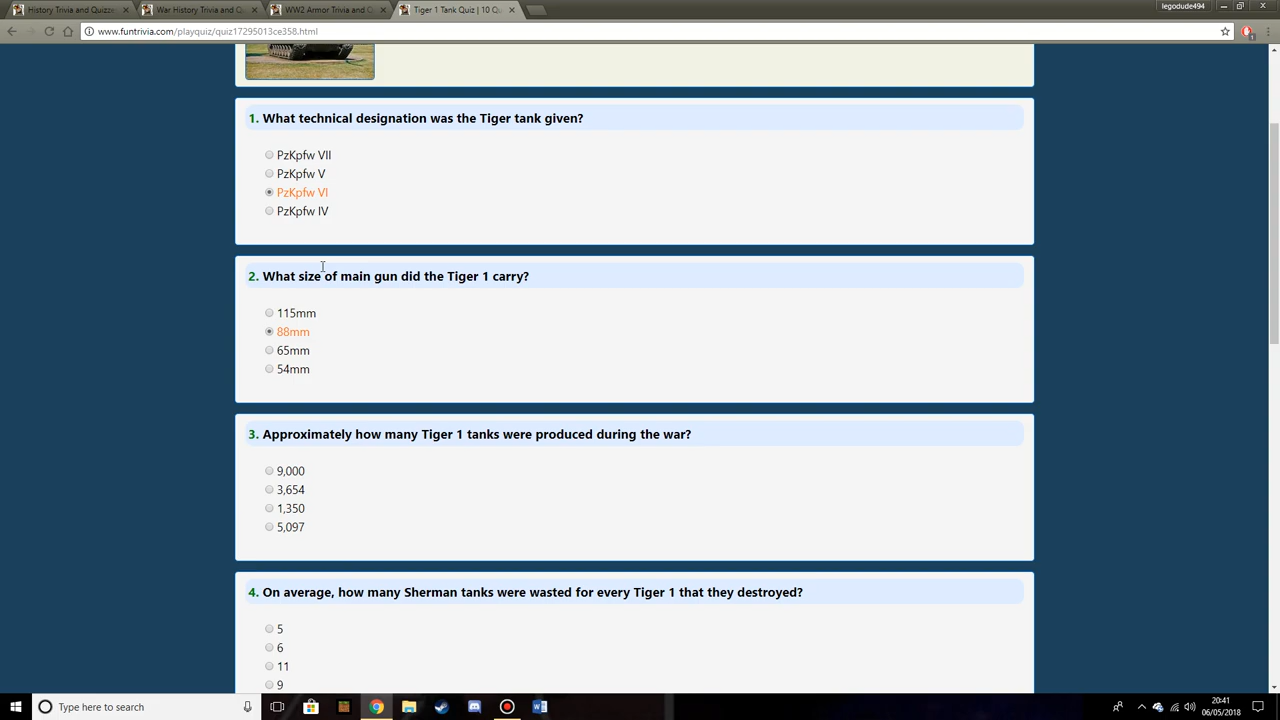 History Trivia and Quizze
War History Trivia and Q
WW2 Armor Trivia and C
Tiger 1 Tank Quiz | 10 Q
legodude494
www.funtrivia.com/playquiz/quiz17295013ce358.html
1. What technical designation was the Tiger tank given?
PzKpfw VII
PzKpfw V
PzKpfw VI
PzKpfw IV
2. What size of main gun did the Tiger 1 carry?
115mm
88mm
65mm
54mm
3. Approximately how many Tiger 1 tanks were produced during the war?
9,000
3,654
1,350
5,097
4. On average, how many Sherman tanks were wasted for every Tiger 1 that they destroyed?
5
6
11
9
Type here to search
20:41
06/05/2018